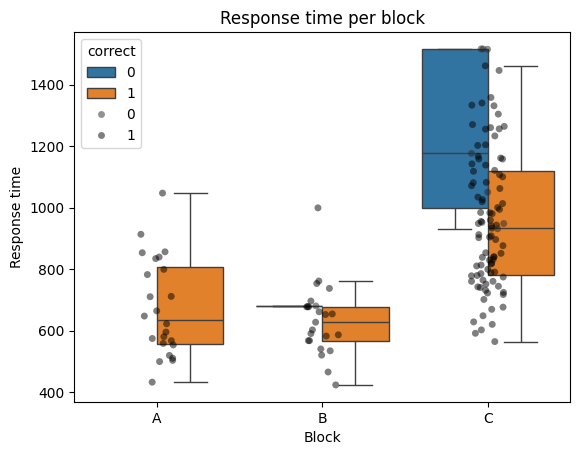 Response time per block
correct
0
1
0
1
1400
1200
1000
800
600
400
Response time
A
B
C
Block